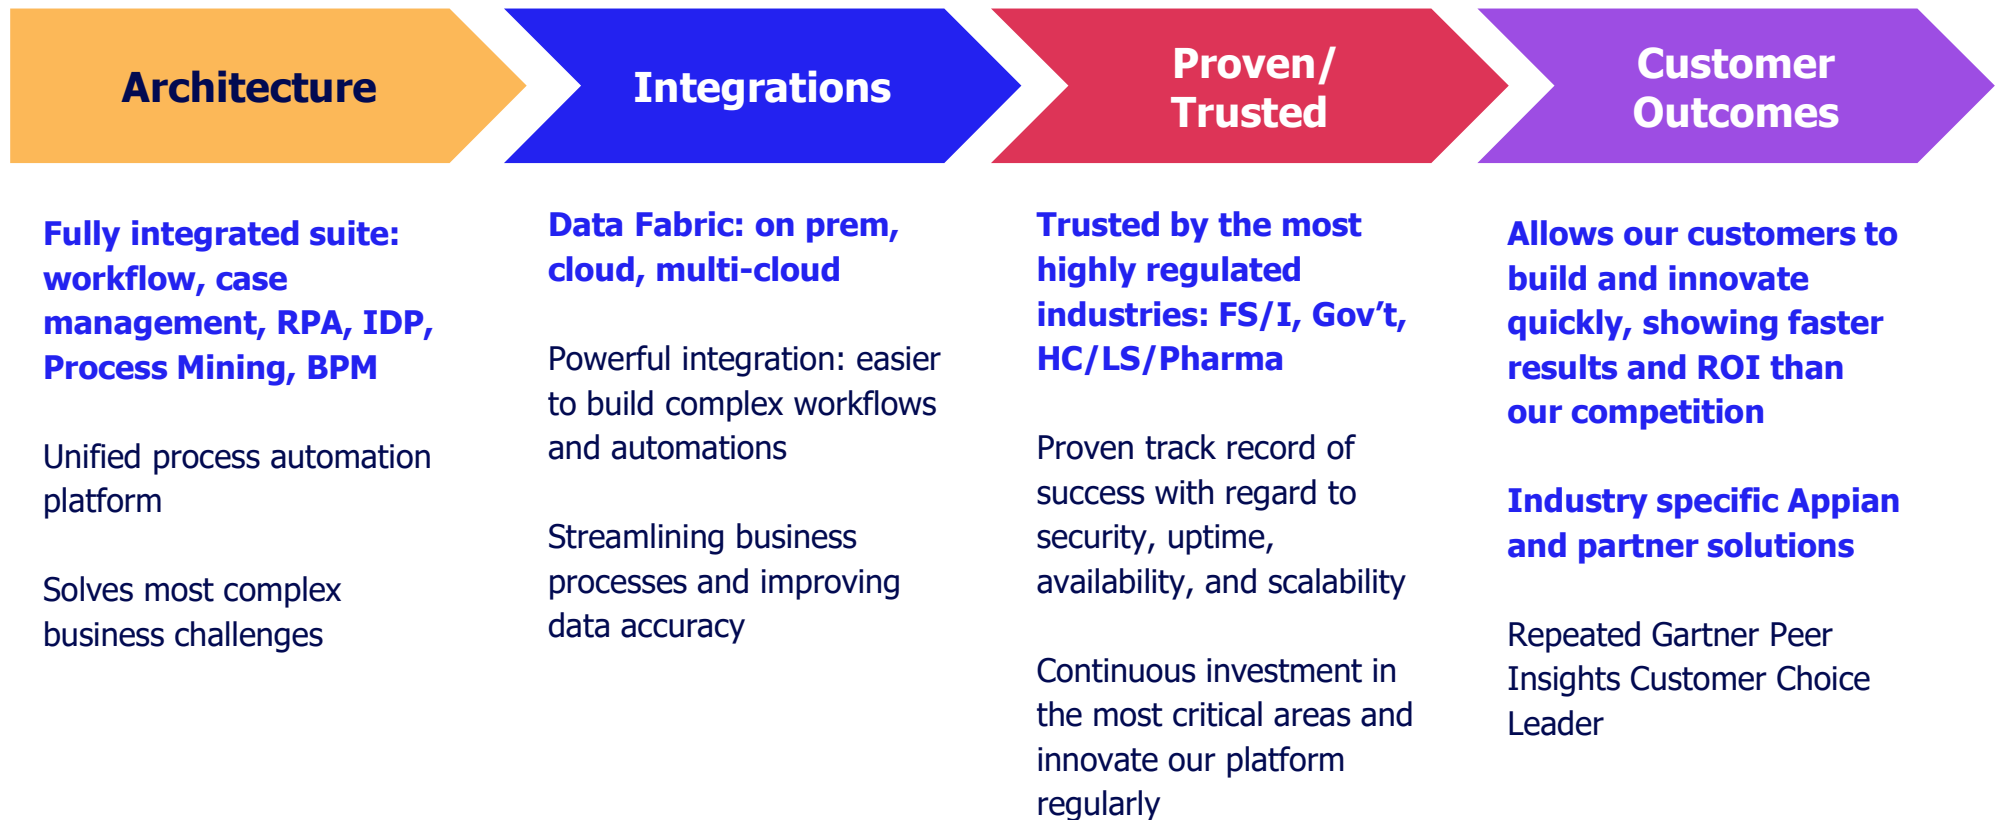 Architecture
Integrations
Proven/
Trusted
Customer
Outcomes
Fully integrated suite:
workflow, case
management, RPA, IDP,
Process Mining, BPM
Unified process automation
platform
Solves most complex
business challenges
Data Fabric: on prem,
cloud, multi-cloud
Powerful integration: easier
to build complex workflows
and automations
Streamlining business
processes and improving
data accuracy
Trusted by the most
highly regulated
industries: FS/I, Gov’t,
HC/LS/Pharma
Proven track record of
success with regard to
security, uptime,
availability, and scalability
Continuous investment in
the most critical areas and
innovate our platform
regularly
Allows our customers to
build and innovate
quickly, showing faster
results and ROI than
our competition
Industry specific Appian
and partner solutions
Repeated Gartner Peer
Insights Customer Choice
Leader